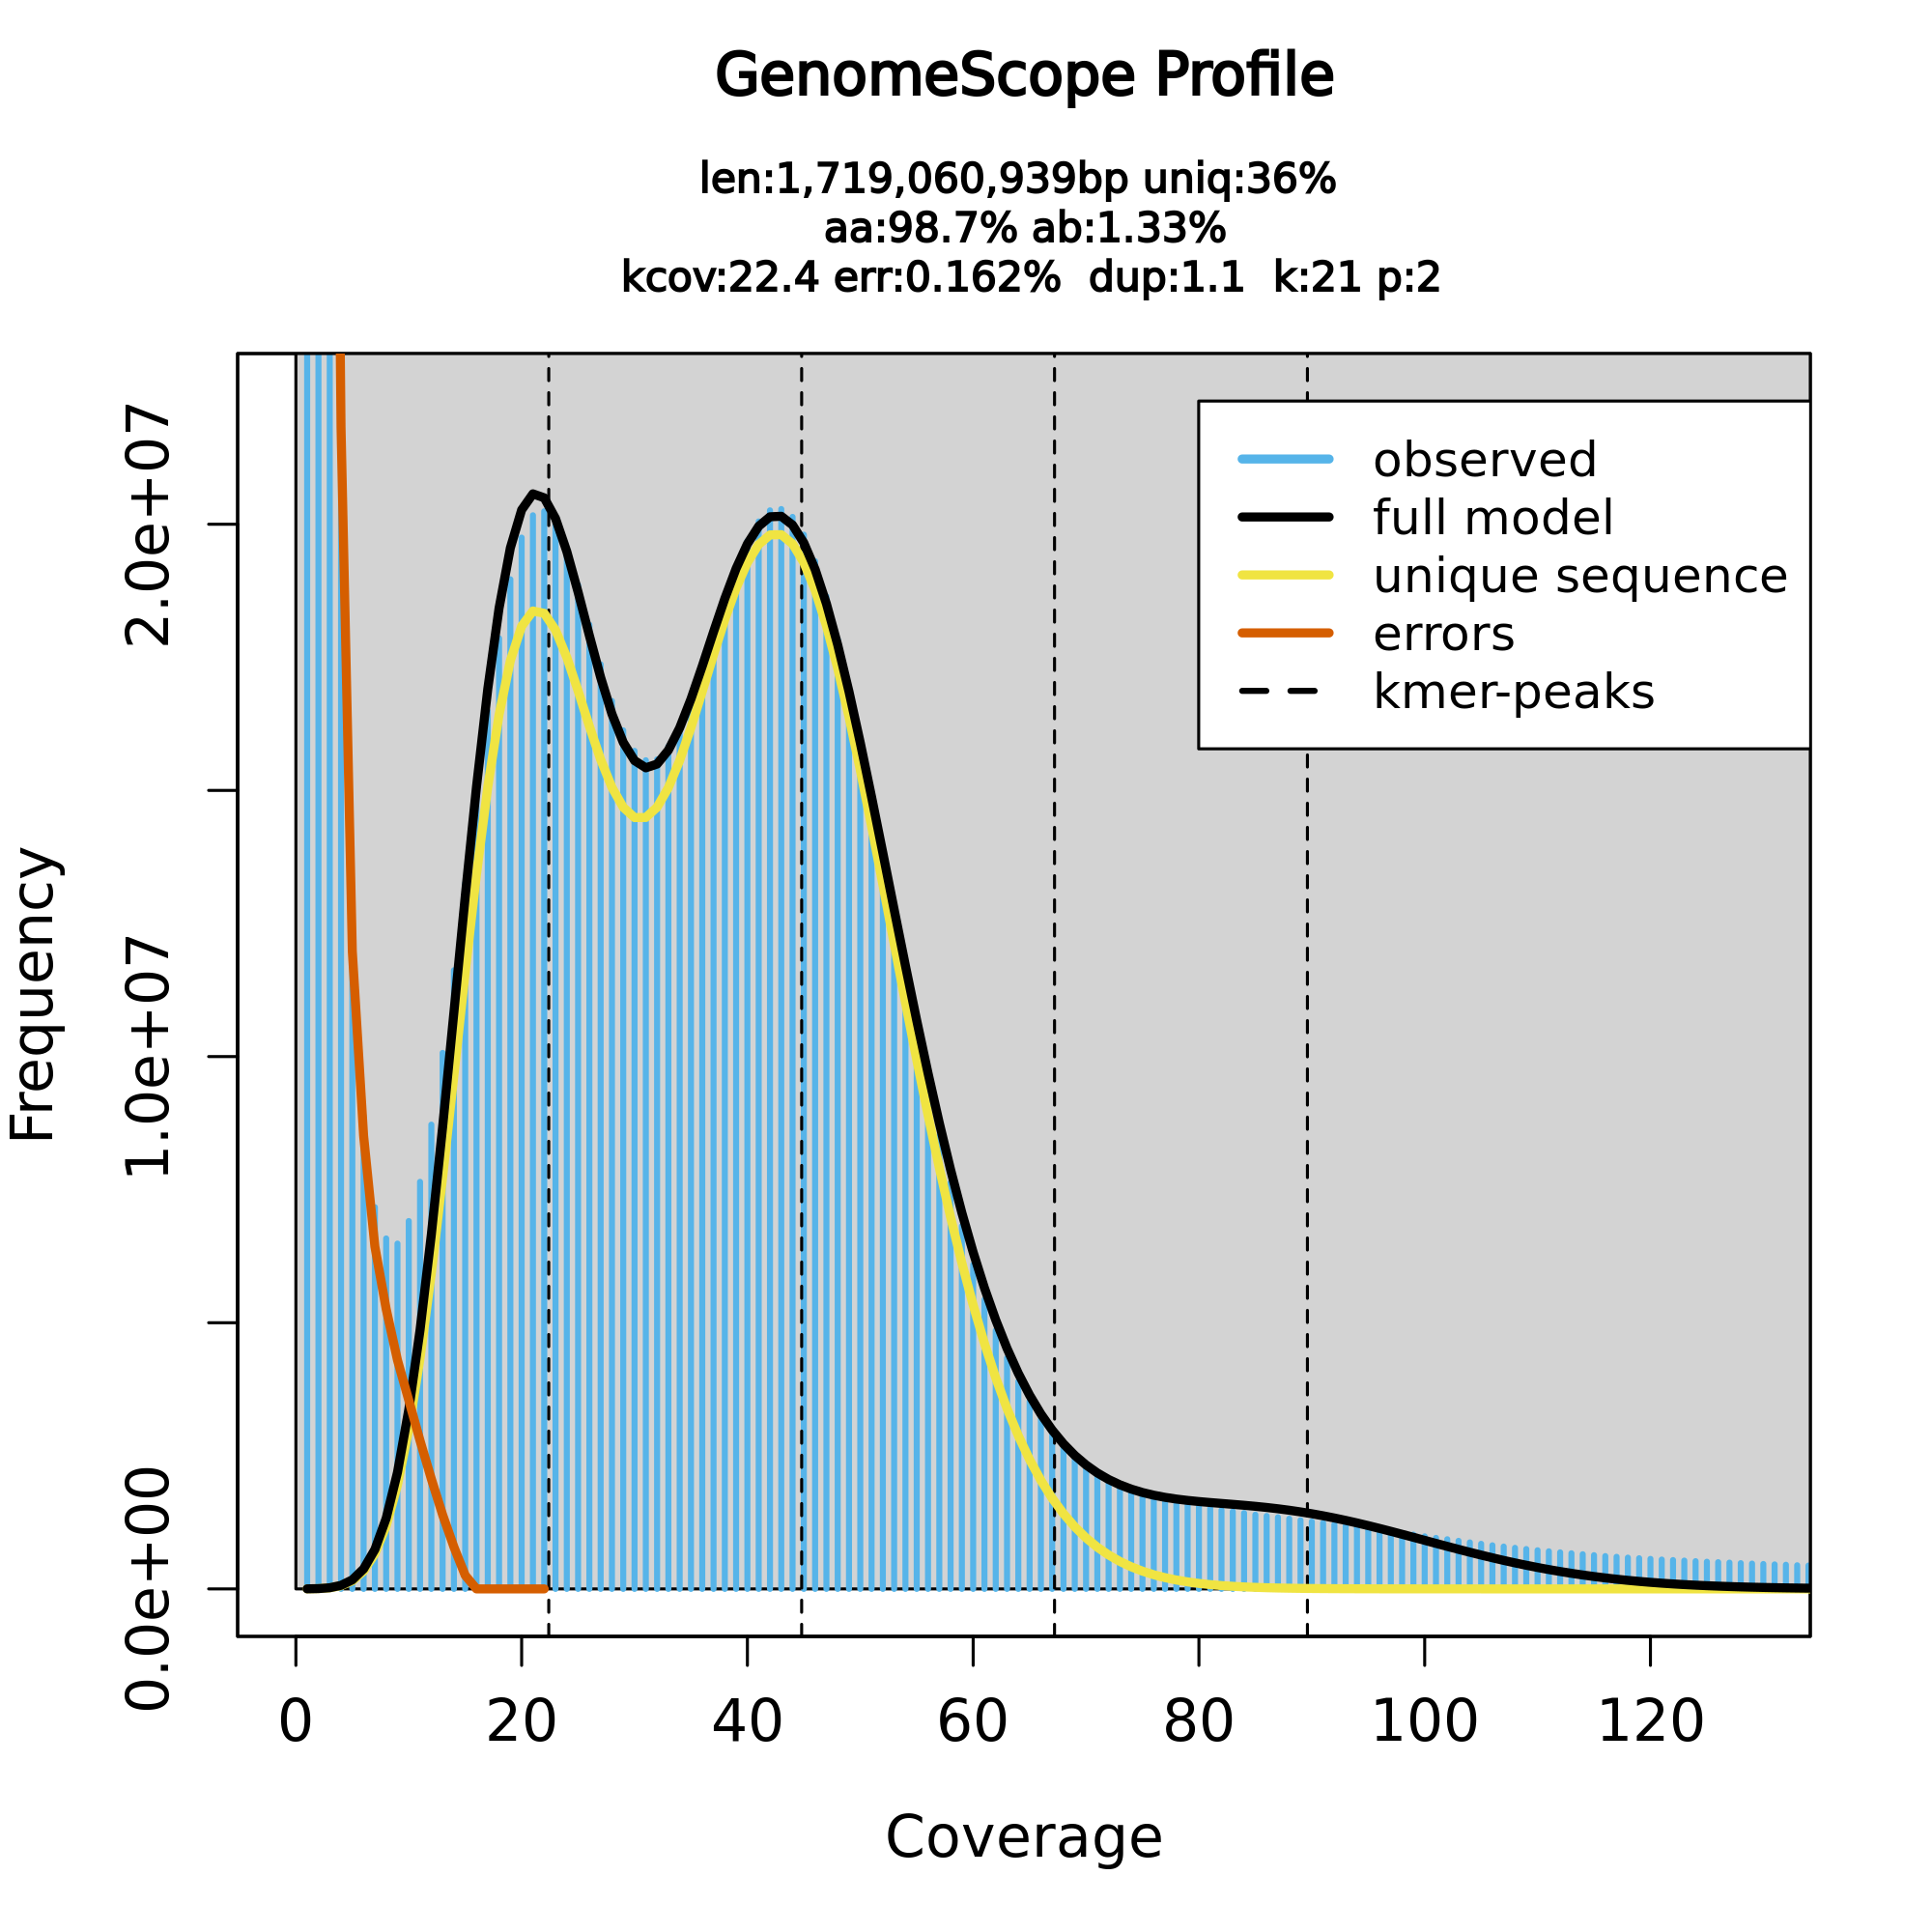 GenomeScope Profile
len:1,719,060,939bp uniq:36%
aa:98.7% ab:1.33%
kcov:22.4 err:0.162%  dup:1.1  k:21 p:2
observed
full model
unique sequence
errors
kmer-peaks
Frequency
2.0e+07
1.0e+07
0.0e+00
0 20 40 60 80 100 120
Coverage